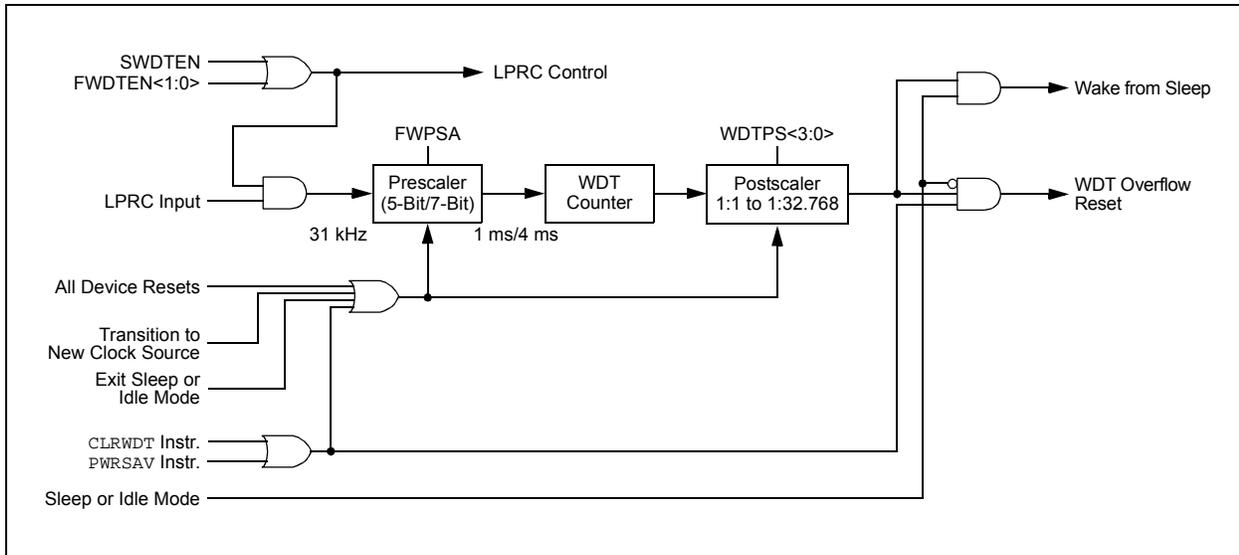 SWDTEN
FWDTEN<1:0>
LPRC Control
Wake from Sleep
FWPSA
WDTPS<3:0>
LPRC Input
Prescaler
(5-Bit/7-Bit)
WDT
Counter
Postscaler
1:1 to 1:32.768
WDT Overflow
Reset
31 kHz
1 ms/4 ms
All Device Resets
Transition to
New Clock Source
Exit Sleep or
Idle Mode
CLRWDT Instr.
PWRSAV Instr.
Sleep or Idle Mode